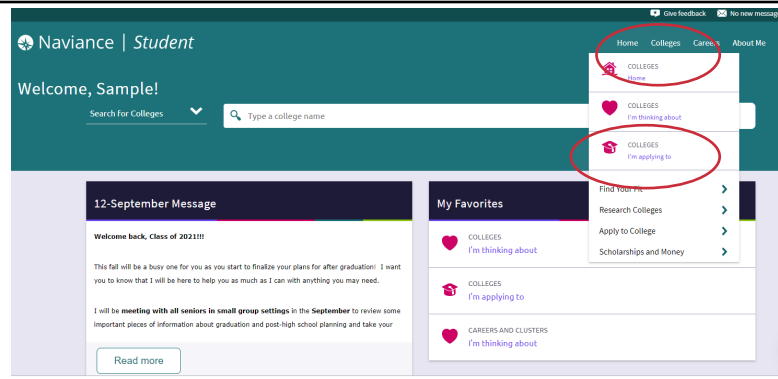 Give feedback No new message
Naviance | Student
Home Colleges Careers About Me
Welcome, Sample!
Search for Colleges
Type a college name
COLLEGES
Home
COLLEGES
I'm thinking about
COLLEGES
I'm applying to
Find Your Fit
Research Colleges
Apply to College
Scholarships and Money
12-September Message
Welcome back, Class of 2021!!!
This fall will be a busy one for you as you start to finalize your plans for after graduation! I want
you to know that I will be here to help you as much as I can with anything you may need.
I will be meeting with all seniors in small group settings in the September to review some
important pieces of information about graduation and post-high school planning and take your
Read more
My Favorites
COLLEGES
I'm thinking about
COLLEGES
I'm applying to
CAREERS AND CLUSTERS
I'm thinking about